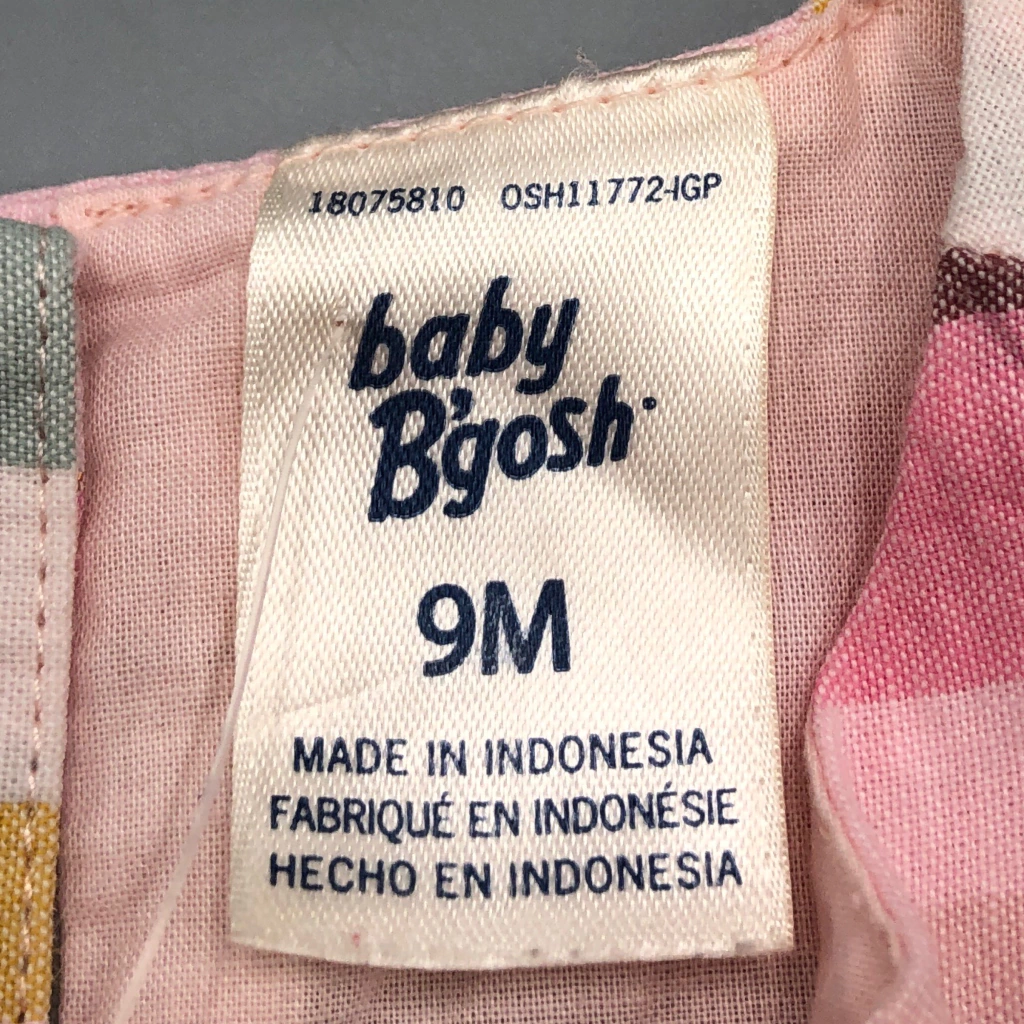 18075810 OSH11772-IGP
baby
B'gosh
9M
MADE IN INDONESIA
FABRIQUÉ EN INDONÉSIE
HECHO EN INDONESIA